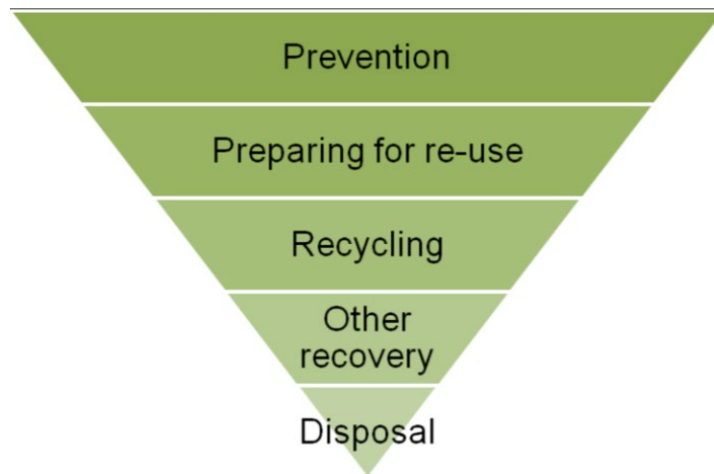 Prevention
Preparing for re-use
Recycling
Other
recovery
Disposal